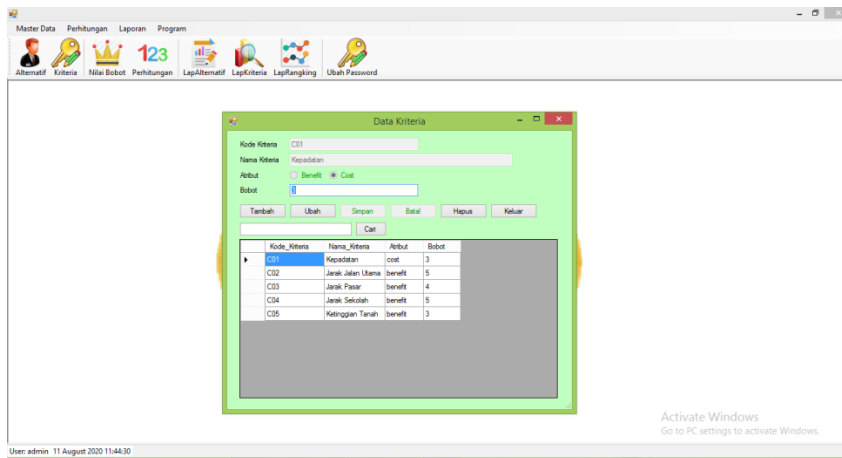 Master Data Perhitungan Laporan Program
123
Alternatif Kriteria Nilai Bobot Perhitungan LapAlternatif LapKriteria LapRangking Ubah Password
Data Kriteria
Kode Kriteria C01
Nama Kriteria Kepadatan
Atribut Benefit Cost
Bobot 3
Tambah Ubah Simpan Batal Hapus Keluar
Cari
Kode_Kriteria Nama_Kriteria Atribut Bobot
C01 Kepadatan cost 3
C02 Jarak Jalan Utama benefit 5
C03 Jarak Pasar benefit 4
C04 Jarak Sekolah benefit 5
C05 Ketinggian Tanah benefit 3
Activate Windows
Go to PC settings to activate Windows.
User: admin 11 August 2020 11:44:30